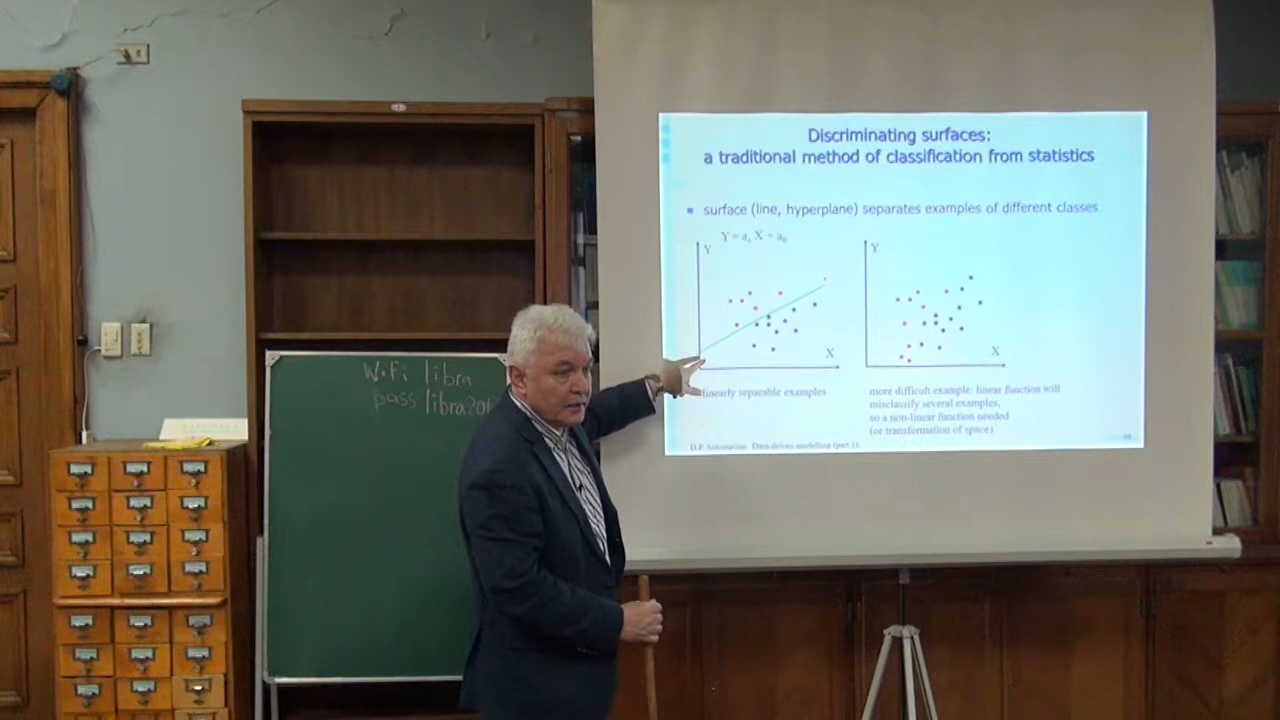 Discriminating surfaces:
a traditional method of classification from statistics
surface (line, hyperplane) separates examples of different classes
Y = a₁ X + a₀
Y
X
linearly separable examples
Y
X
more difficult example: linear function will
misclassify several examples,
so a non-linear function needed
(or transformation of space)
D.P. Solomatine. Data-driven modelling (part 1).
Wi-Fi libra
pass libra201